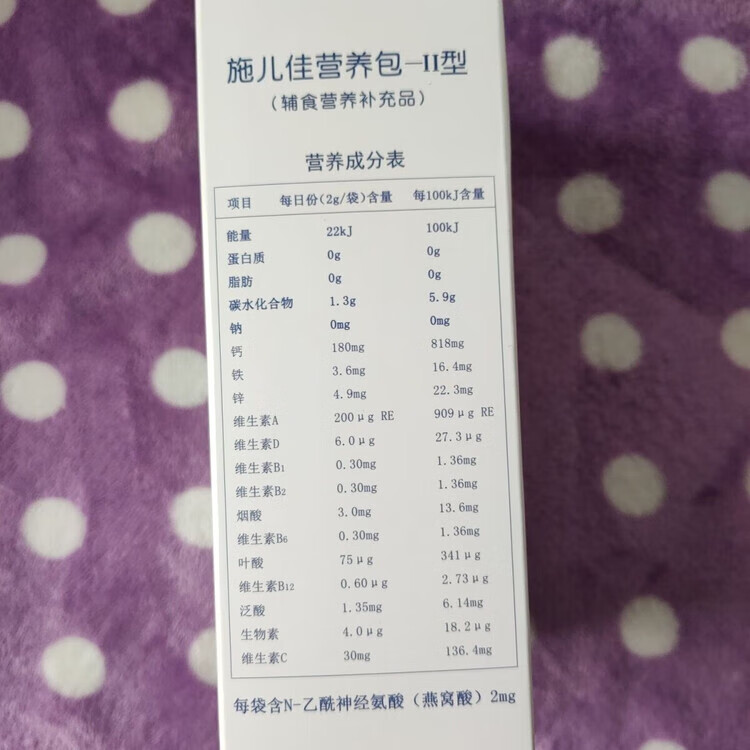 施儿佳营养包-II型
（辅食营养补充品）
营养成分表
项目 每日份(2g/袋)含量 每100kJ含量
能量 22kJ 100kJ
蛋白质 0g 0g
脂肪 0g 0g
碳水化合物 1.3g 5.9g
钠 0mg 0mg
钙 180mg 818mg
铁 3.6mg 16.4mg
锌 4.9mg 22.3mg
维生素A 200μg RE 909μg RE
维生素D 6.0μg 27.3μg
维生素B1 0.30mg 1.36mg
维生素B2 0.30mg 1.36mg
烟酸 3.0mg 13.6mg
维生素B6 0.30mg 1.36mg
叶酸 75μg 341μg
维生素B12 0.60μg 2.73μg
泛酸 1.35mg 6.14mg
生物素 4.0μg 18.2μg
维生素C 30mg 136.4mg
每袋含N-乙酰神经氨酸（燕窝酸）2mg